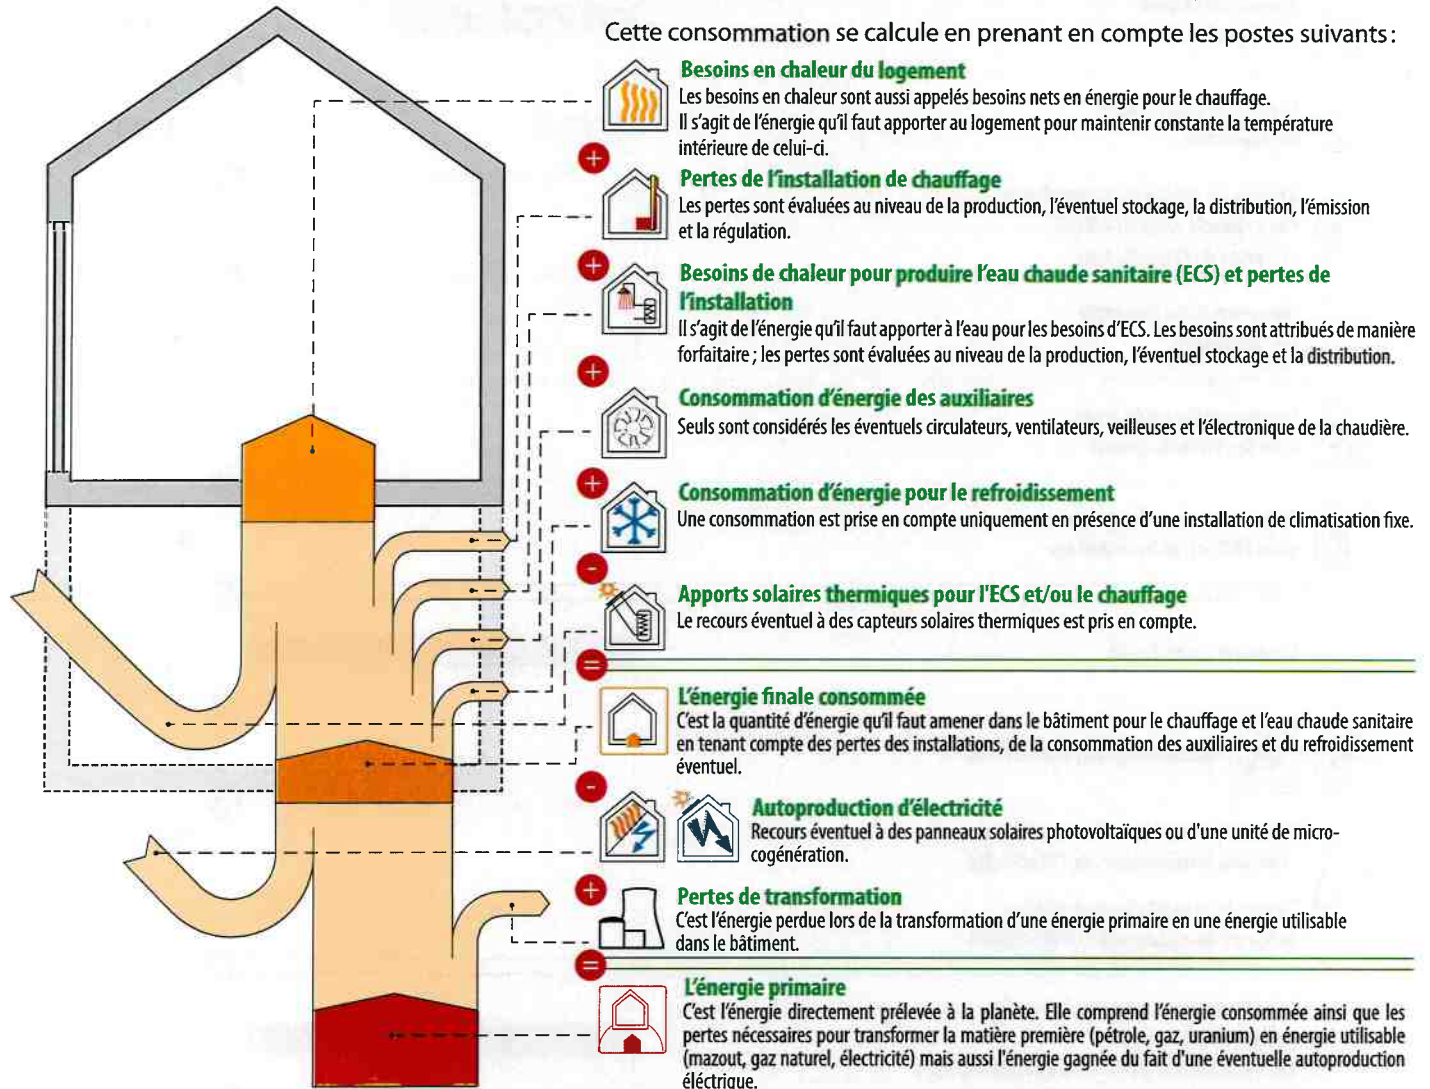 Cette consommation se calcule en prenant en compte les postes suivants :
Besoins en chaleur du logement
Les besoins en chaleur sont aussi appelés besoins nets en énergie pour le chauffage.
Il s'agit de l'énergie qu'il faut apporter au logement pour maintenir constante la température
intérieure de celui-ci.
+
Pertes de l'installation de chauffage
Les pertes sont évaluées au niveau de la production, l'éventuel stockage, la distribution, l'émission
et la régulation.
+
Besoins de chaleur pour produire l'eau chaude sanitaire (ECS) et pertes de
l'installation
Il s'agit de l'énergie qu'il faut apporter à l'eau pour les besoins d'ECS. Les besoins sont attribués de manière
forfaitaire ; les pertes sont évaluées au niveau de la production, l'éventuel stockage et la distribution.
+
Consommation d'énergie des auxiliaires
Seuls sont considérés les éventuels circulateurs, ventilateurs, veilleuses et l'électronique de la chaudière.
+
Consommation d'énergie pour le refroidissement
Une consommation est prise en compte uniquement en présence d'une installation de climatisation fixe.
-
Apports solaires thermiques pour l'ECS et/ou le chauffage
Le recours éventuel à des capteurs solaires thermiques est pris en compte.
=
L'énergie finale consommée
C'est la quantité d'énergie qu'il faut amener dans le bâtiment pour le chauffage et l'eau chaude sanitaire
en tenant compte des pertes des installations, de la consommation des auxiliaires et du refroidissement
éventuel.
-
Autoproduction d'électricité
Recours éventuel à des panneaux solaires photovoltaïques ou d'une unité de micro-
cogénération.
+
Pertes de transformation
C'est l'énergie perdue lors de la transformation d'une énergie primaire en une énergie utilisable
dans le bâtiment.
=
L'énergie primaire
C'est l'énergie directement prélevée à la planète. Elle comprend l'énergie consommée ainsi que les
pertes nécessaires pour transformer la matière première (pétrole, gaz, uranium) en énergie utilisable
(mazout, gaz naturel, électricité) mais aussi l'énergie gagnée du fait d'une éventuelle autoproduction
éléctrique.